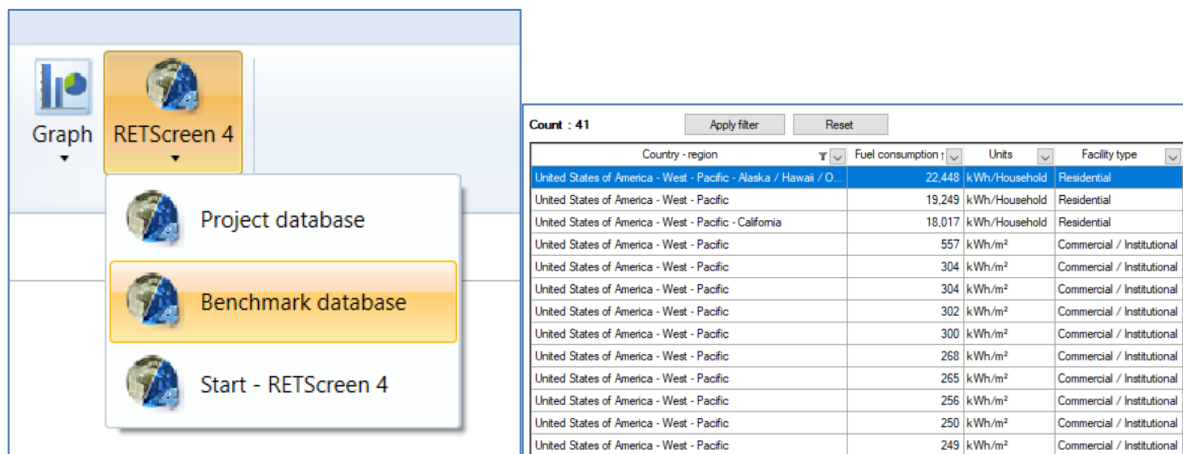 Graph
RETScreen 4
4
Project database
4
Benchmark database
4
Start - RETScreen 4
4
Count : 41 Apply filter Reset
Country - region Fuel consumption ↑ Units Facility type
United States of America - West - Pacific - Alaska / Hawaii / O... 22,448 kWh/Household Residential
United States of America - West - Pacific 19,249 kWh/Household Residential
United States of America - West - Pacific - California 18,017 kWh/Household Residential
United States of America - West - Pacific 557 kWh/m² Commercial / Institutional
United States of America - West - Pacific 304 kWh/m² Commercial / Institutional
United States of America - West - Pacific 304 kWh/m² Commercial / Institutional
United States of America - West - Pacific 302 kWh/m² Commercial / Institutional
United States of America - West - Pacific 300 kWh/m² Commercial / Institutional
United States of America - West - Pacific 268 kWh/m² Commercial / Institutional
United States of America - West - Pacific 265 kWh/m² Commercial / Institutional
United States of America - West - Pacific 256 kWh/m² Commercial / Institutional
United States of America - West - Pacific 250 kWh/m² Commercial / Institutional
United States of America - West - Pacific 249 kWh/m² Commercial / Institutional